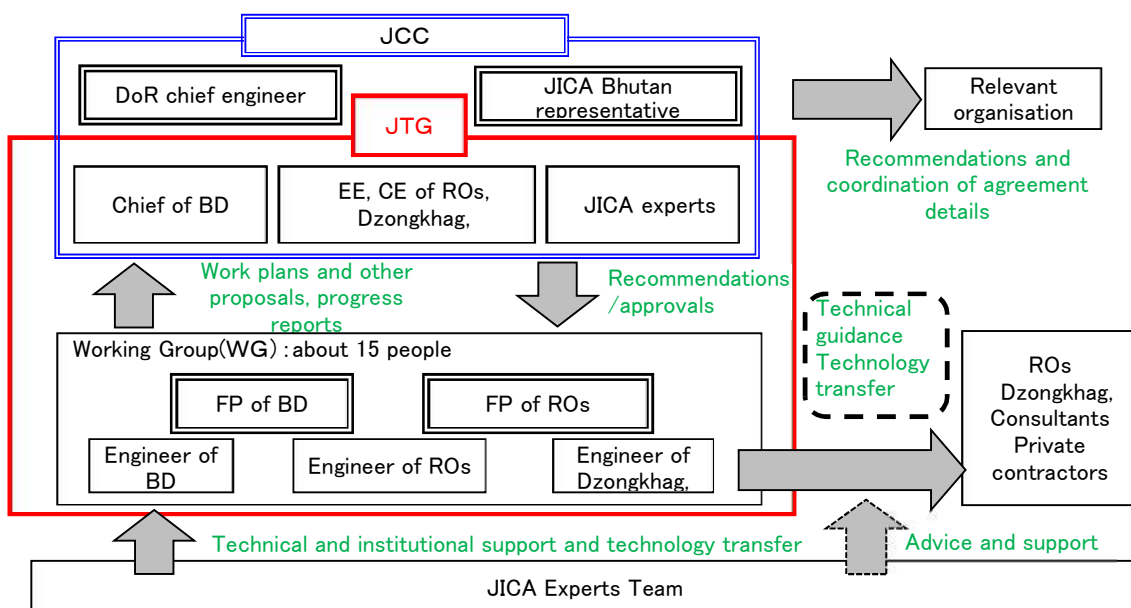 JCC
DoR chief engineer
JICA Bhutan
representative
JTG
Relevant
organisation
Recommendations and
coordination of agreement
details
Chief of BD
EE, CE of ROs,
Dzongkhag,
JICA experts
Work plans and other
proposals, progress
reports
Recommendations
/approvals
Technical
guidance
Technology
transfer
Working Group(WG) : about 15 people
FP of BD
FP of ROs
Engineer of
BD
Engineer of ROs
Engineer of
Dzongkhag,
ROs
Dzongkhag,
Consultants
Private
contractors
Technical and institutional support and technology transfer
Advice and support
JICA Experts Team